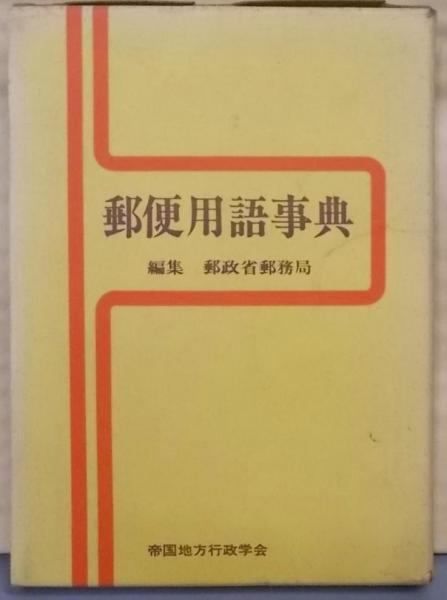 郵便用語事典
編集 郵政省郵務局
帝国地方行政学会